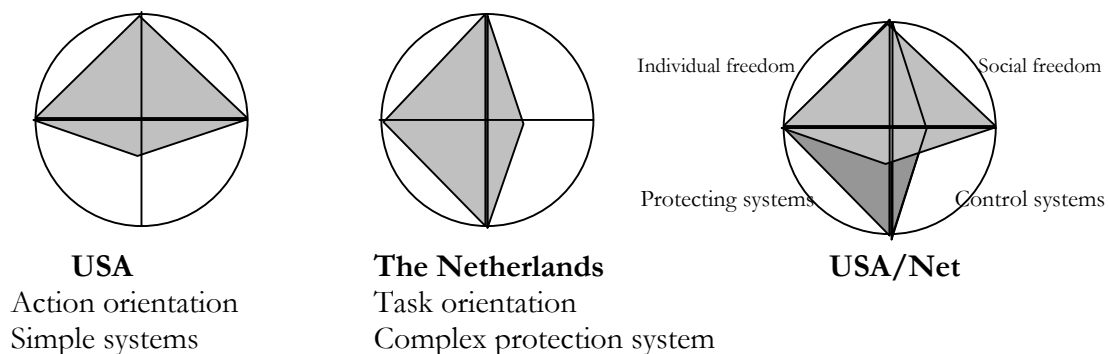 Individual freedom
Social freedom
Protecting systems
Control systems
USA
The Netherlands
USA/Net
Action orientation
Task orientation
Simple systems
Complex protection system